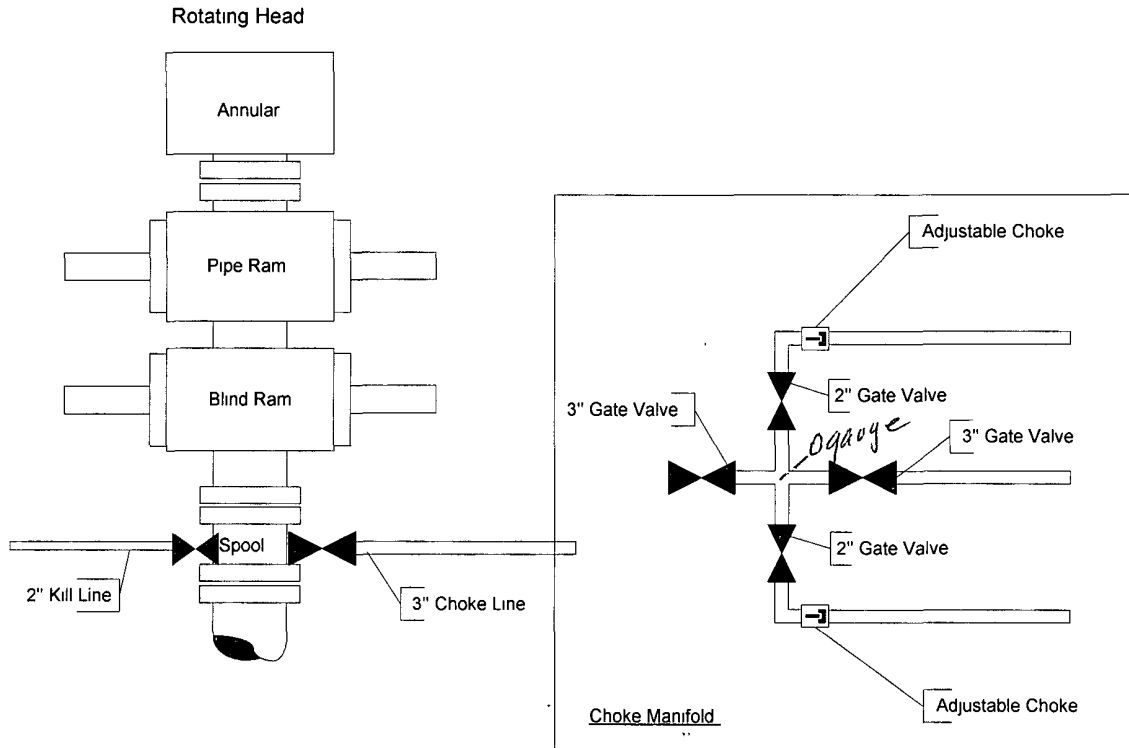 Rotating Head
Annular
Pipe Ram
Blind Ram
Spool
2" Kill Line
3" Choke Line
Adjustable Choke
2" Gate Valve
3" Gate Valve
gauge
3" Gate Valve
2" Gate Valve
Adjustable Choke
Choke Manifold